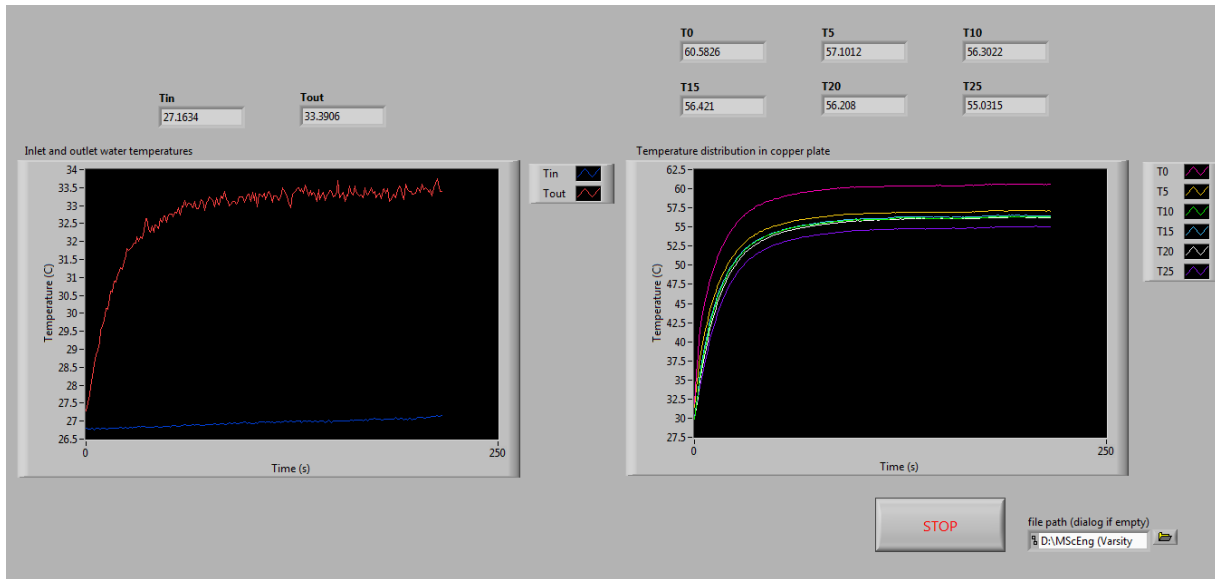 T0 T5 T10
60.5826 57.1012 56.3022
T15 T20 T25
56.421 56.208 55.0315
Tin Tout
27.1634 33.3906
Inlet and outlet water temperatures
Temperature (C)
34
33.5
33
32.5
32
31.5
31
30.5
30
29.5
29
28.5
28
27.5
27
26.5
0 250
Time (s)
Tin
Tout
Temperature distribution in copper plate
Temperature (C)
62.5
60
57.5
55
52.5
50
47.5
45
42.5
40
37.5
35
32.5
30
27.5
0 250
Time (s)
T0
T5
T10
T15
T20
T25
STOP
file path (dialog if empty)
D:\MScEng (Varsity